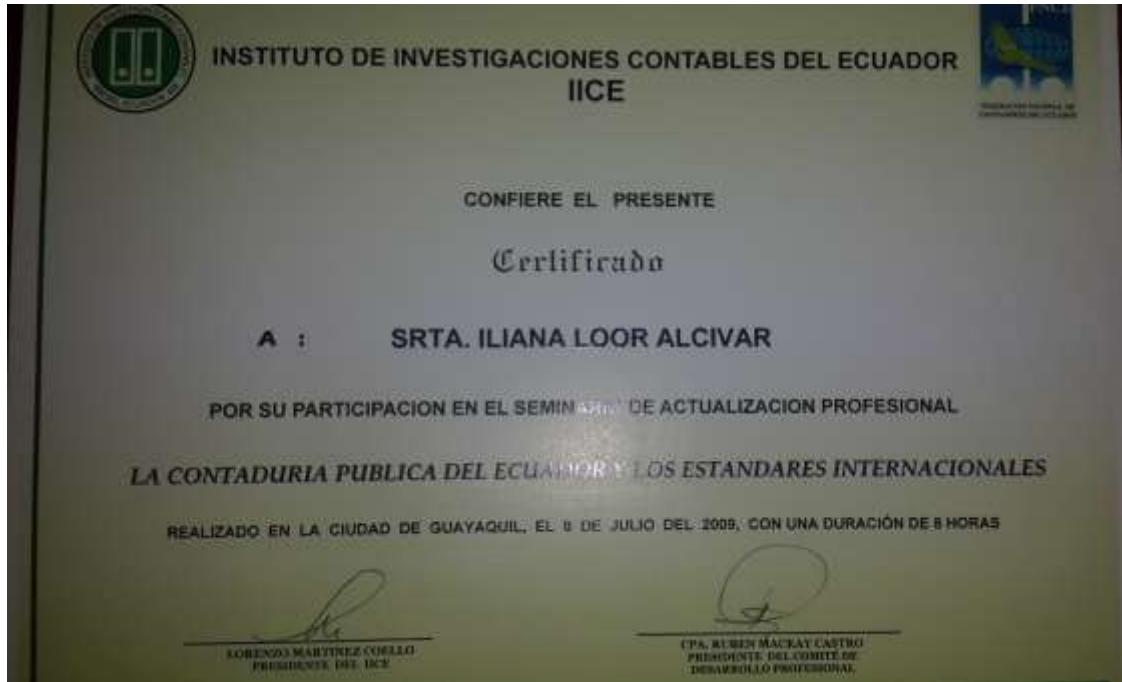 INSTITUTO DE INVESTIGACIONES CONTABLES DEL ECUADOR
IICE
CONFIERE EL PRESENTE
Certificado
A : SRTA. ILIANA LOOR ALCIVAR
POR SU PARTICIPACION EN EL DE ACTUALIZACION PROFESIONAL
LA CONTADURIA PUBLICA DEL Y LOS ESTANDARES INTERNACIONALES
REALIZADO EN LA CIUDAD DE GUAYAQUIL, EL DE JULIO DEL 2009, CON UNA DURACIÓN DE HORAS
LORENZO MARTINEZ COELLO
PRESIDENTE DEL IICE
CPA. RUBEN MACKAY CASTRO
PRESIDENTE DEL COMITÉ DE
DESARROLLO PROFESIONAL